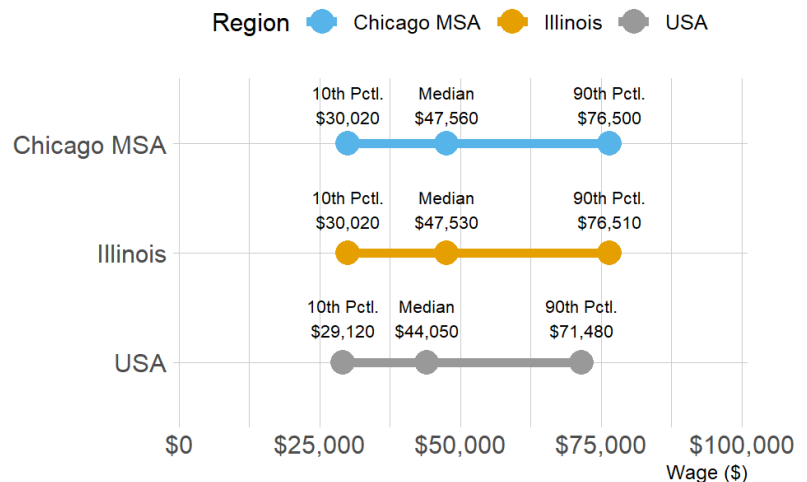 Region Chicago MSA Illinois USA
10th Pctl. Median 90th Pctl.
$30,020 $47,560 $76,500
Chicago MSA
10th Pctl. Median 90th Pctl.
$30,020 $47,530 $76,510
Illinois
10th Pctl. Median 90th Pctl.
$29,120 $44,050 $71,480
USA
$0 $25,000 $50,000 $75,000 $100,000
Wage ($)